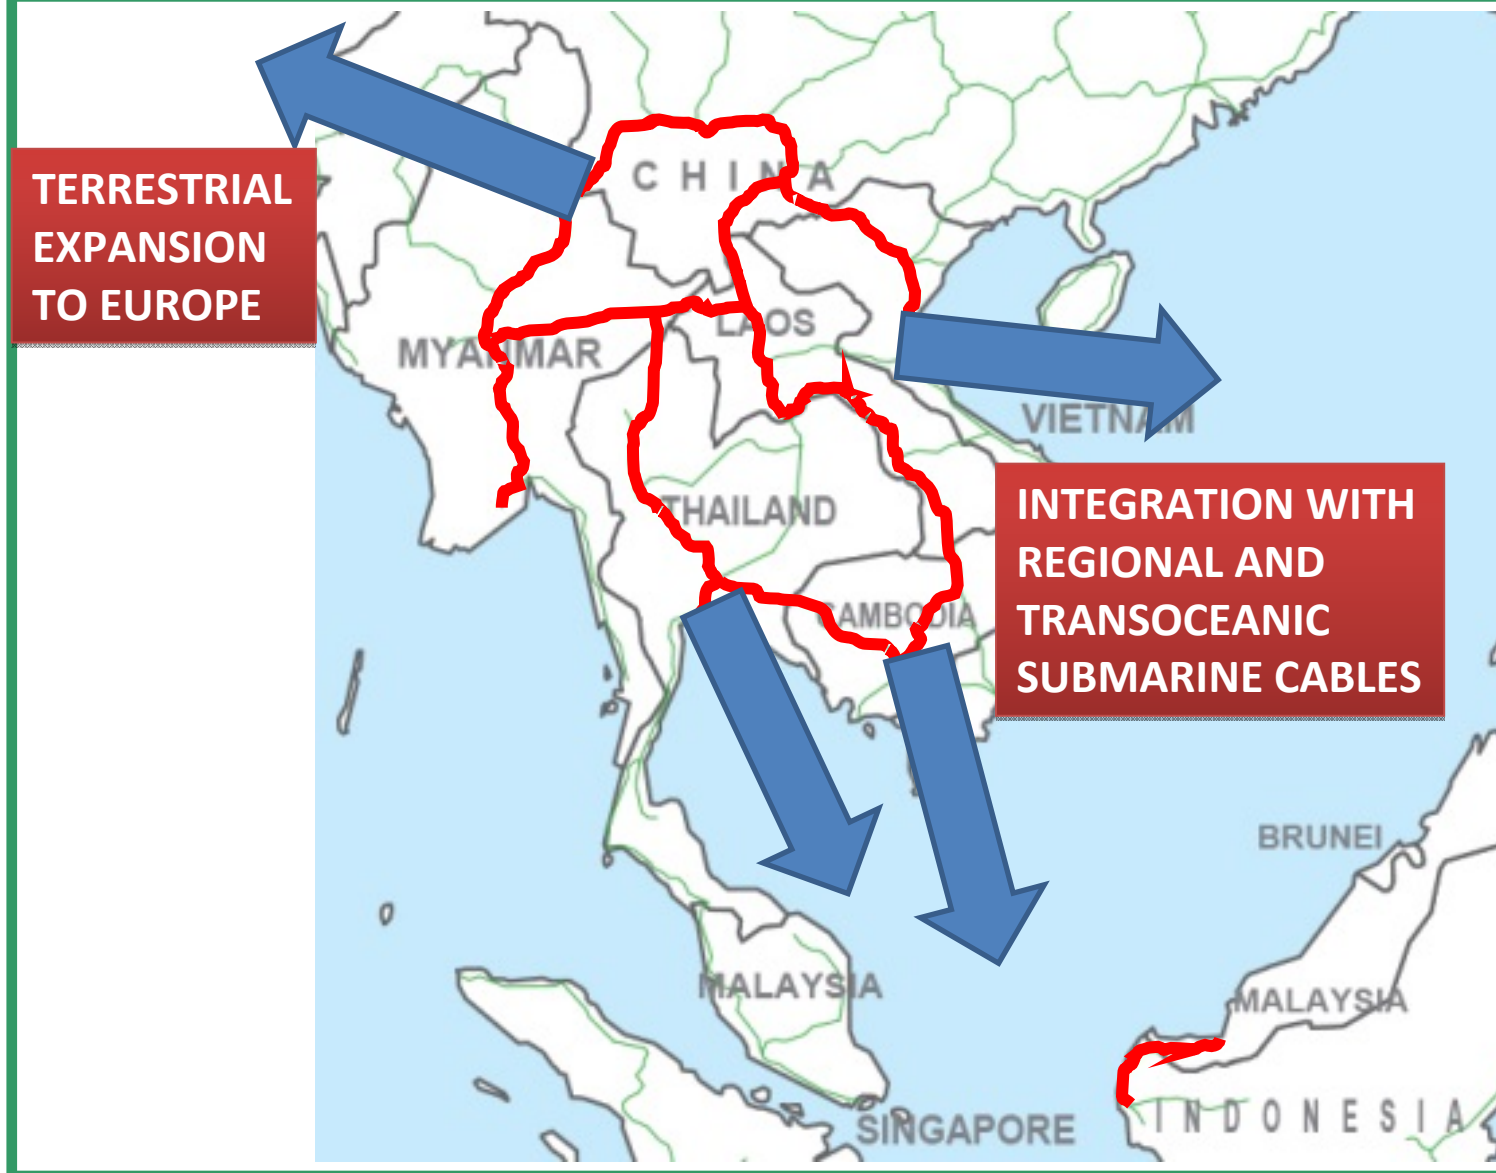 CHINA
TERRESTRIAL
EXPANSION
TO EUROPE
LAOS
MYANMAR
VIETNAM
THAILAND
INTEGRATION WITH
REGIONAL AND
TRANSOCEANIC
SUBMARINE CABLES
CAMBODIA
BRUNEI
MALAYSIA
MALAYSIA
SINGAPORE
INDONESIA